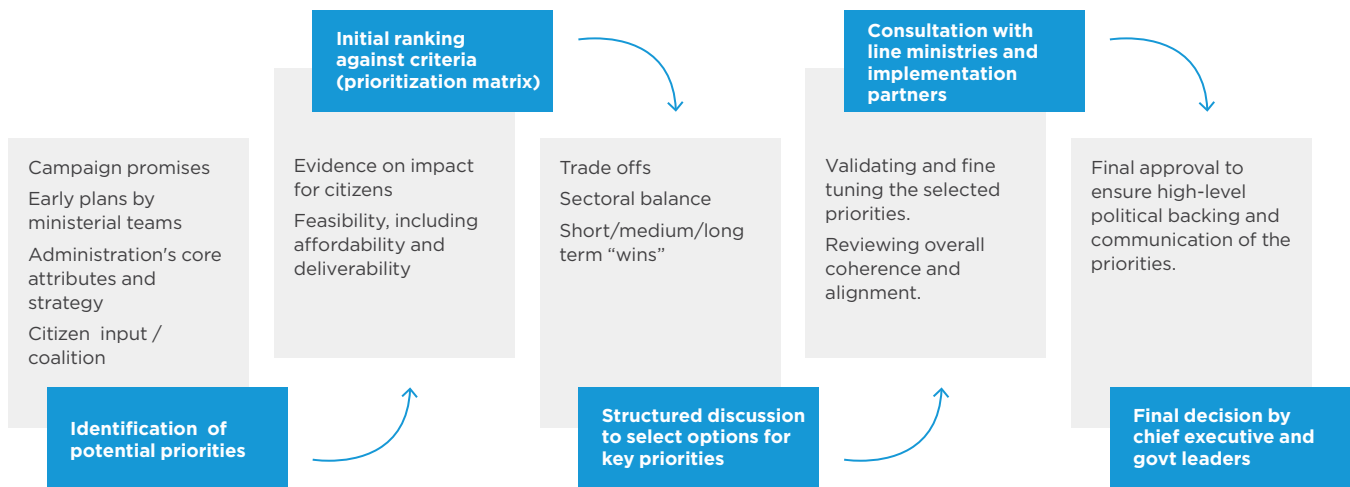 Campaign promises
Early plans by
ministerial teams
Administration's core
attributes and
strategy
Citizen input /
coalition
Identification of
potential priorities
Initial ranking
against criteria
(prioritization matrix)
Evidence on impact
for citizens
Feasibility, including
affordability and
deliverability
Trade offs
Sectoral balance
Short/medium/long
term “wins”
Structured discussion
to select options for
key priorities
Consultation with
line ministries and
implementation
partners
Validating and fine
tuning the selected
priorities.
Reviewing overall
coherence and
alignment.
Final approval to
ensure high-level
political backing and
communication of the
priorities.
Final decision by
chief executive and
govt leaders